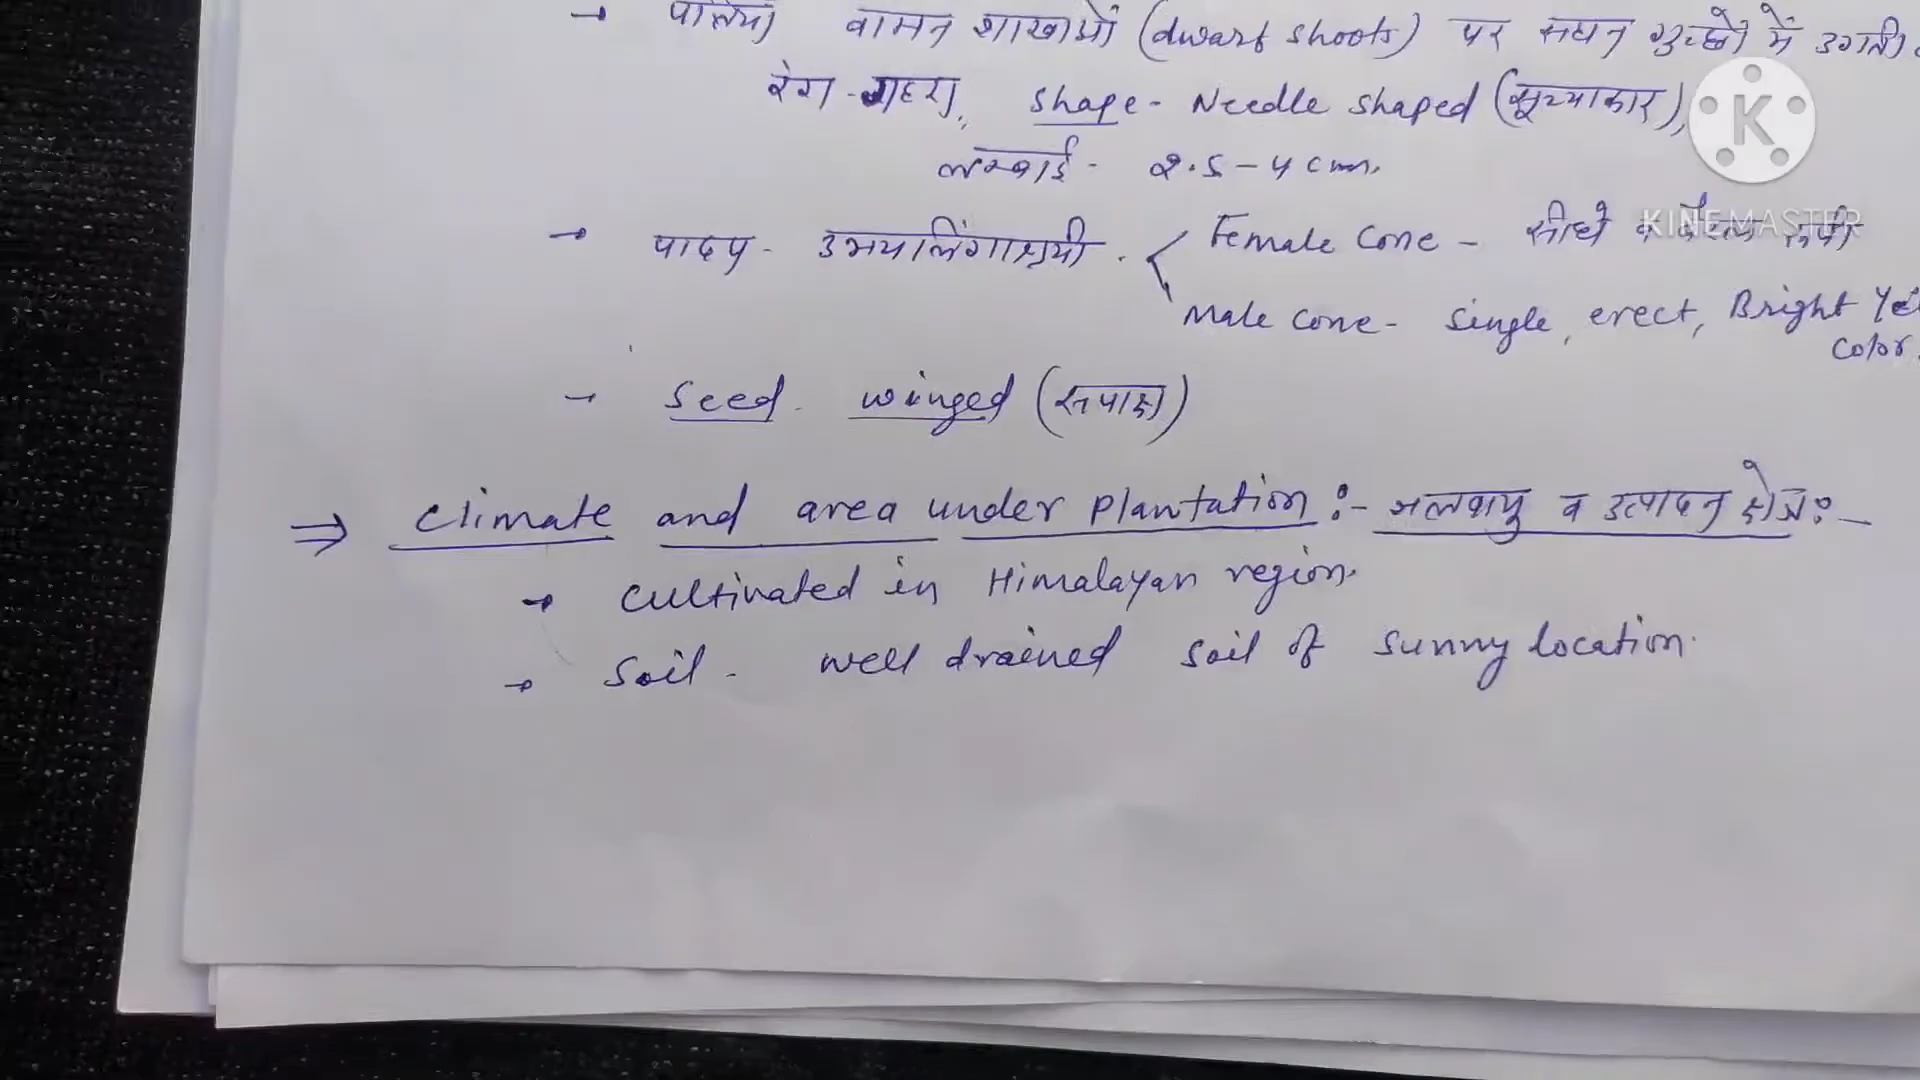 → पत्तियां वामन शाखाओं (dwarf shoots) पर सघन गुच्छों में उगती
रंग - गहरा, shape - Needle shaped (सूच्याकार),
लम्बाई - 2.5 - 4 cm.
→ पादप - उभयलिंगाश्रयी . Female Cone - सीधे व
Male cone - single, erect, Bright Yel
color.
- Seed - winged (सपक्ष)
⇒ Climate and area under plantation :- जलवायु व उत्पादन क्षेत्र :-
→ cultivated in Himalayan region.
→ Soil - well drained soil of sunny location.
K
KINEMASTER